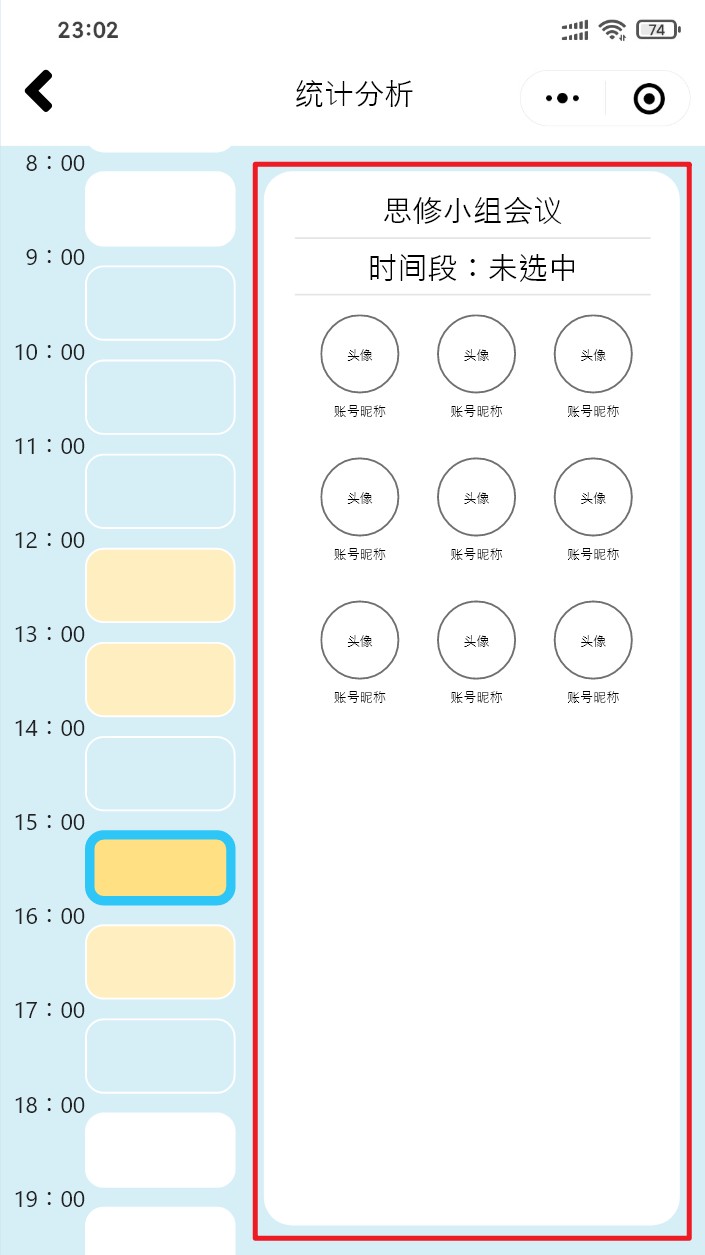 23:02
74
统计分析
8：00
9：00
10：00
11：00
12：00
13：00
14：00
15：00
16：00
17：00
18：00
19：00
思修小组会议
时间段：未选中
头像 头像 头像
账号昵称 账号昵称 账号昵称
头像 头像 头像
账号昵称 账号昵称 账号昵称
头像 头像 头像
账号昵称 账号昵称 账号昵称